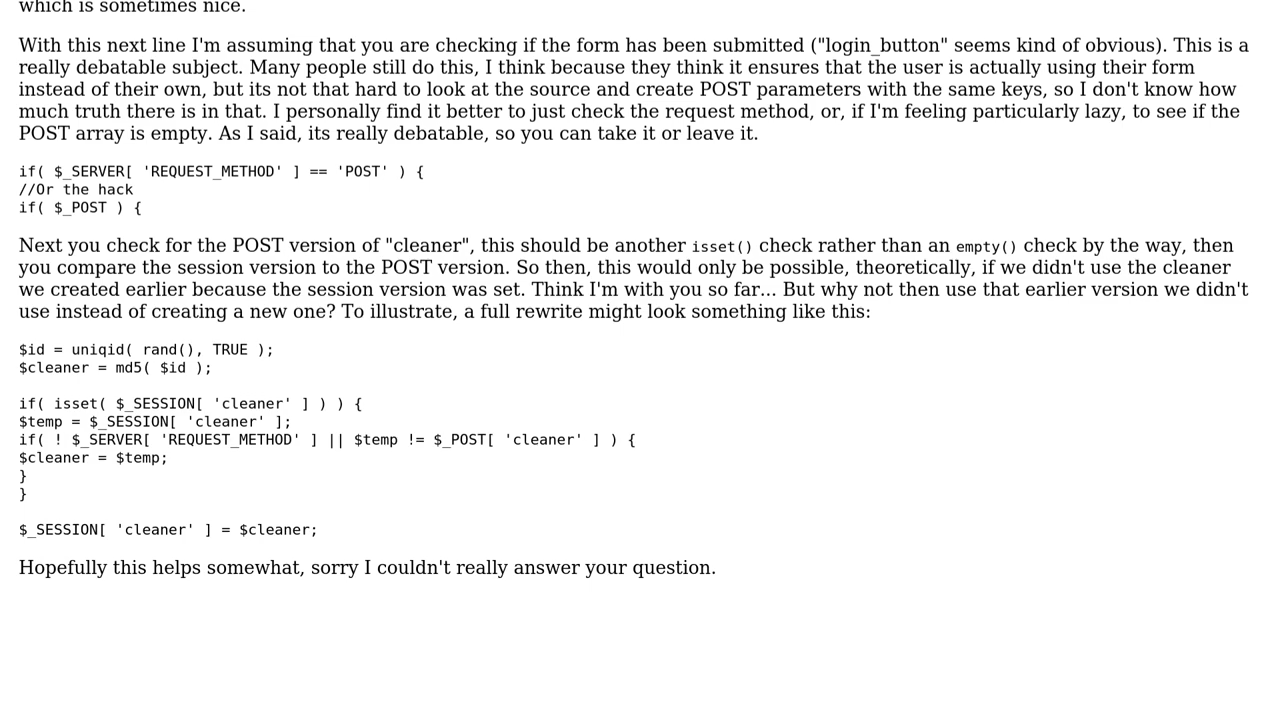 which is sometimes nice.
With this next line I'm assuming that you are checking if the form has been submitted ("login_button" seems kind of obvious). This is a
really debatable subject. Many people still do this, I think because they think it ensures that the user is actually using their form
instead of their own, but its not that hard to look at the source and create POST parameters with the same keys, so I don't know how
much truth there is in that. I personally find it better to just check the request method, or, if I'm feeling particularly lazy, to see if the
POST array is empty. As I said, its really debatable, so you can take it or leave it.
if( $_SERVER[ 'REQUEST_METHOD' ] == 'POST' ) {
//Or the hack
if( $_POST ) {
Next you check for the POST version of "cleaner", this should be another isset() check rather than an empty() check by the way, then
you compare the session version to the POST version. So then, this would only be possible, theoretically, if we didn't use the cleaner
we created earlier because the session version was set. Think I'm with you so far... But why not then use that earlier version we didn't
use instead of creating a new one? To illustrate, a full rewrite might look something like this:
$id = uniqid( rand(), TRUE );
$cleaner = md5( $id );
if( isset( $_SESSION[ 'cleaner' ] ) ) {
$temp = $_SESSION[ 'cleaner' ];
if( ! $_SERVER[ 'REQUEST_METHOD' ] || $temp != $_POST[ 'cleaner' ] ) {
$cleaner = $temp;
}
}
$_SESSION[ 'cleaner' ] = $cleaner;
Hopefully this helps somewhat, sorry I couldn't really answer your question.